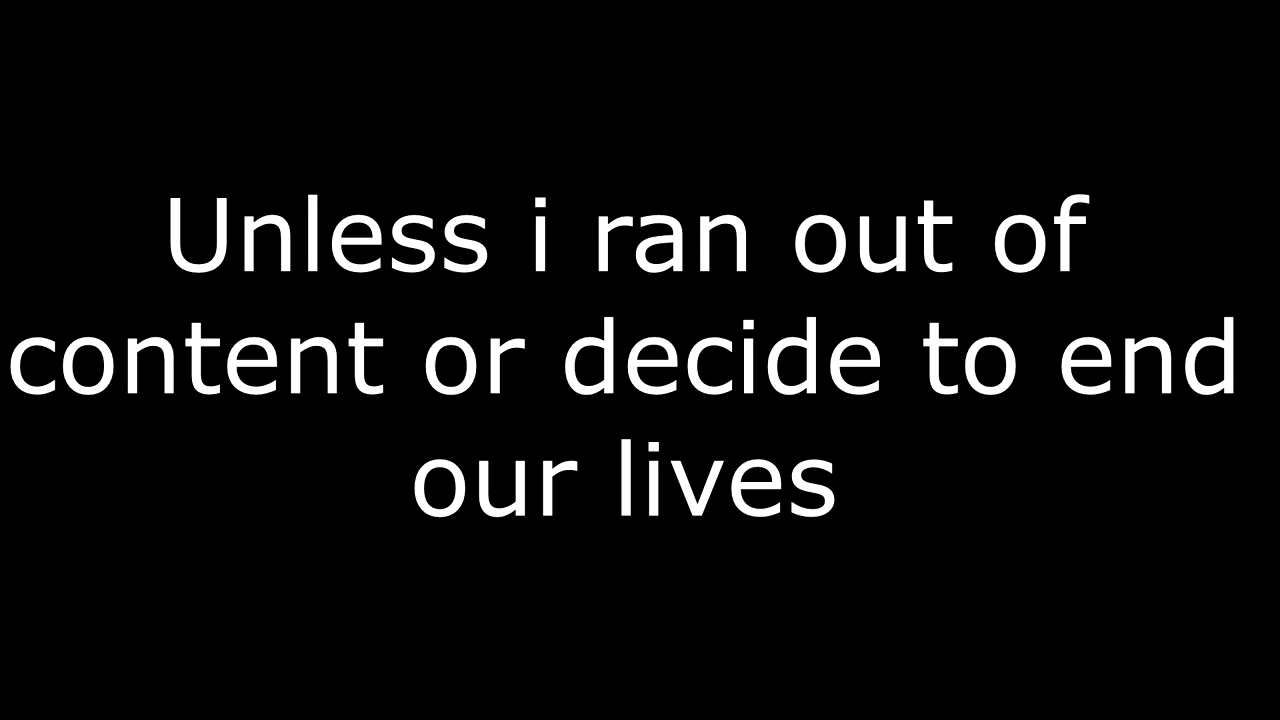 Unless i ran out of
content or decide to end
our lives